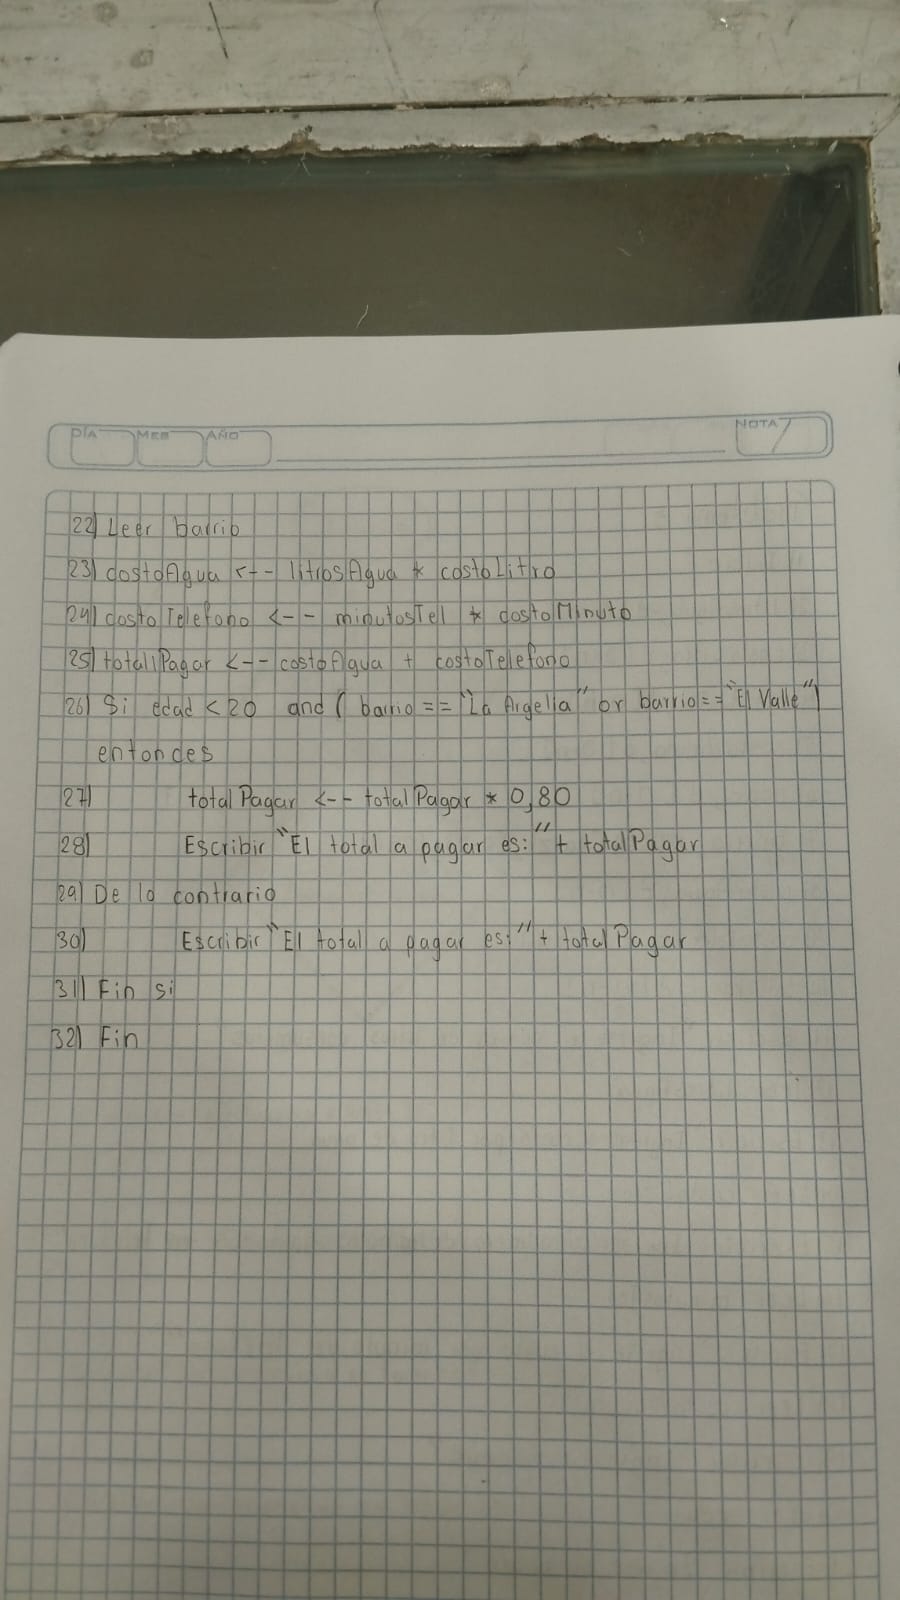 DÍA MES AÑO NOTA
22) Leer barrio
23) costoAgua <-- litrosAgua * costoLitro
24) costoTelefono <-- minutosTel * costoMinuto
25) totalPagar <-- costoAgua + costoTelefono
26) Si edad < 20 and ( barrio == "La Argelia" or barrio == "El Valle")
entondes
27) totalPagar <-- totalPagar * 0,80
28) Escribir "El total a pagar es:" + totalPagar
29) De lo contrario
30) Escribir "El total a pagar es:" + totalPagar
31) Fin si
32) Fin